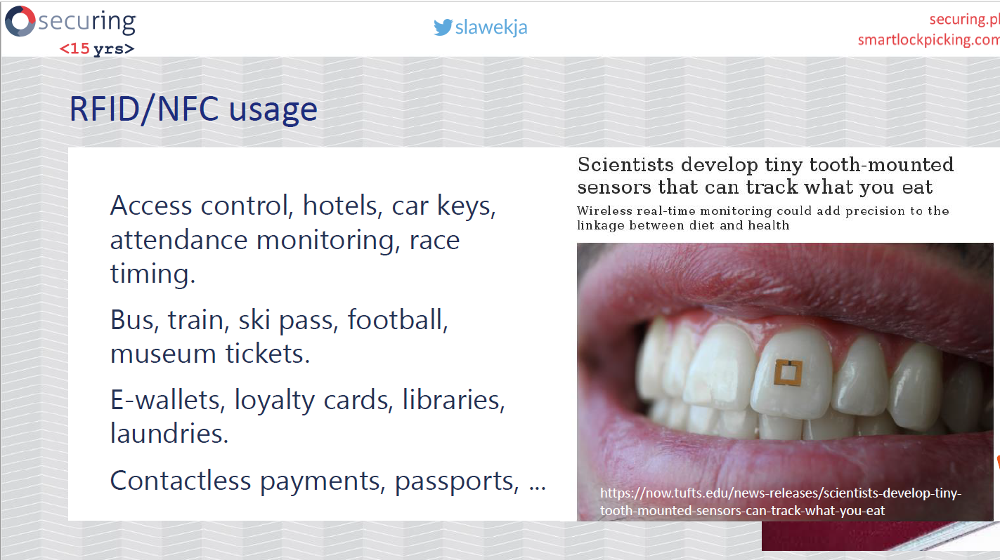 securing
<15 yrs>
slawekja
securing.pl
smartlockpicking.com
RFID/NFC usage
Access control, hotels, car keys,
attendance monitoring, race
timing.
Bus, train, ski pass, football,
museum tickets.
E-wallets, loyalty cards, libraries,
laundries.
Contactless payments, passports, ...
Scientists develop tiny tooth-mounted
sensors that can track what you eat
Wireless real-time monitoring could add precision to the
linkage between diet and health
https://now.tufts.edu/news-releases/scientists-develop-tiny-
tooth-mounted-sensors-can-track-what-you-eat